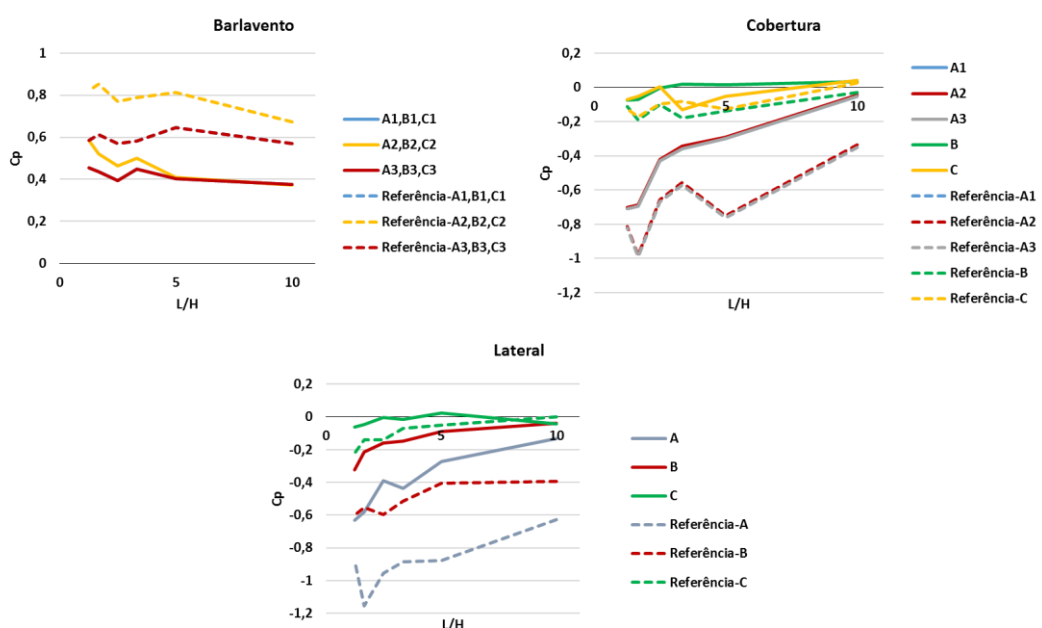 Barlavento
1
0,8
0,6
0,4
0,2
0
0
5
10
Cp
L/H
A1,B1,C1
A2,B2,C2
A3,B3,C3
Referência-A1,B1,C1
Referência-A2,B2,C2
Referência-A3,B3,C3
Cobertura
0,2
0
-0,2
-0,4
-0,6
-0,8
-1
-1,2
0
5
10
Cp
L/H
A1
A2
A3
B
C
Referência-A1
Referência-A2
Referência-A3
Referência-B
Referência-C
Lateral
0,2
0
-0,2
-0,4
-0,6
-0,8
-1
-1,2
0
5
10
Cp
L/H
A
B
C
Referência-A
Referência-B
Referência-C